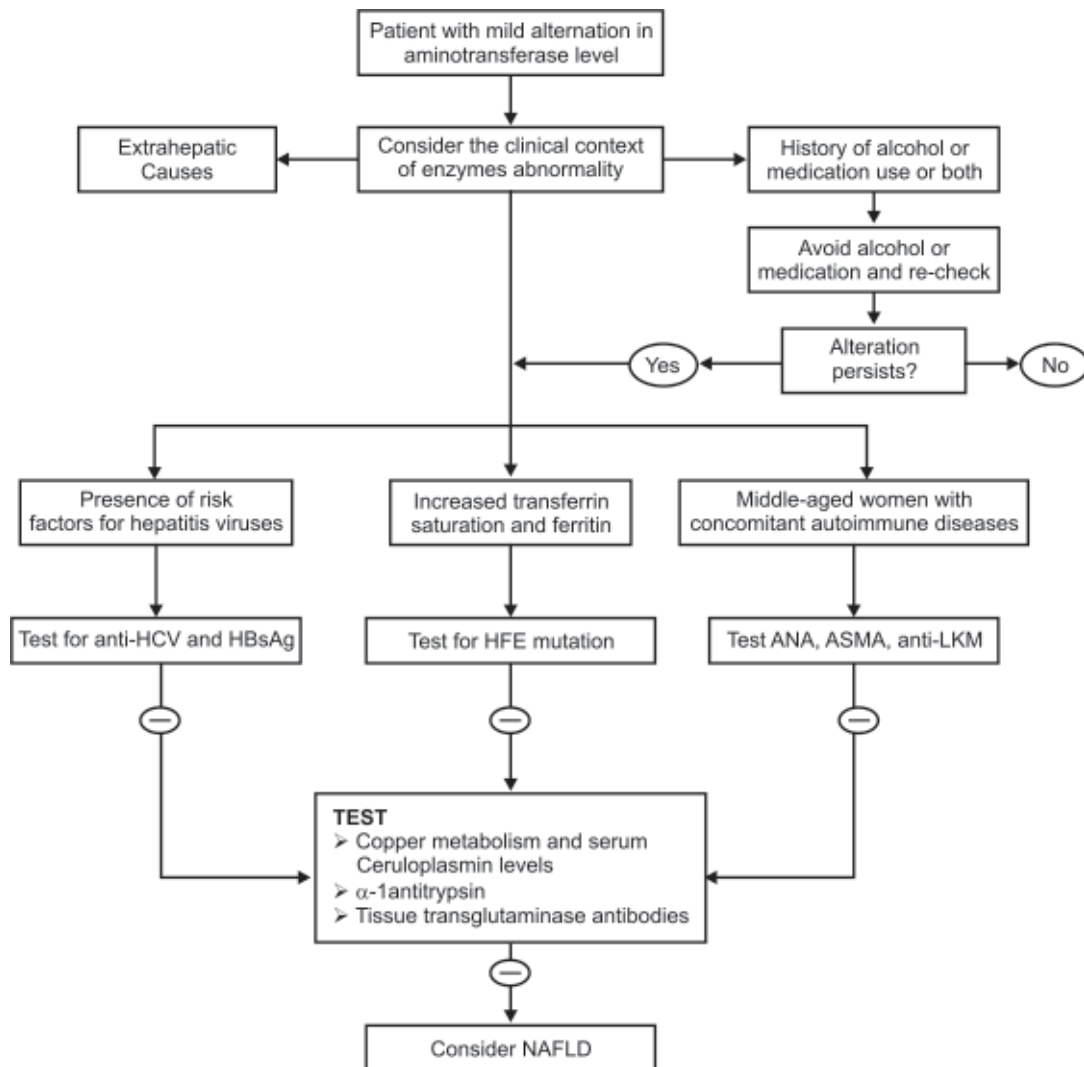 Patient with mild alternation in
aminotransferase level
Extrahepatic
Causes
Consider the clinical context
of enzymes abnormality
History of alcohol or
medication use or both
Avoid alcohol or
medication and re-check
Alteration
persists?
Yes
No
Presence of risk
factors for hepatitis viruses
Increased transferrin
saturation and ferritin
Middle-aged women with
concomitant autoimmune diseases
Test for anti-HCV and HBsAg
Test for HFE mutation
Test ANA, ASMA, anti-LKM
—
—
—
TEST
➢ Copper metabolism and serum
Ceruloplasmin levels
➢ α-1antitrypsin
➢ Tissue transglutaminase antibodies
—
Consider NAFLD